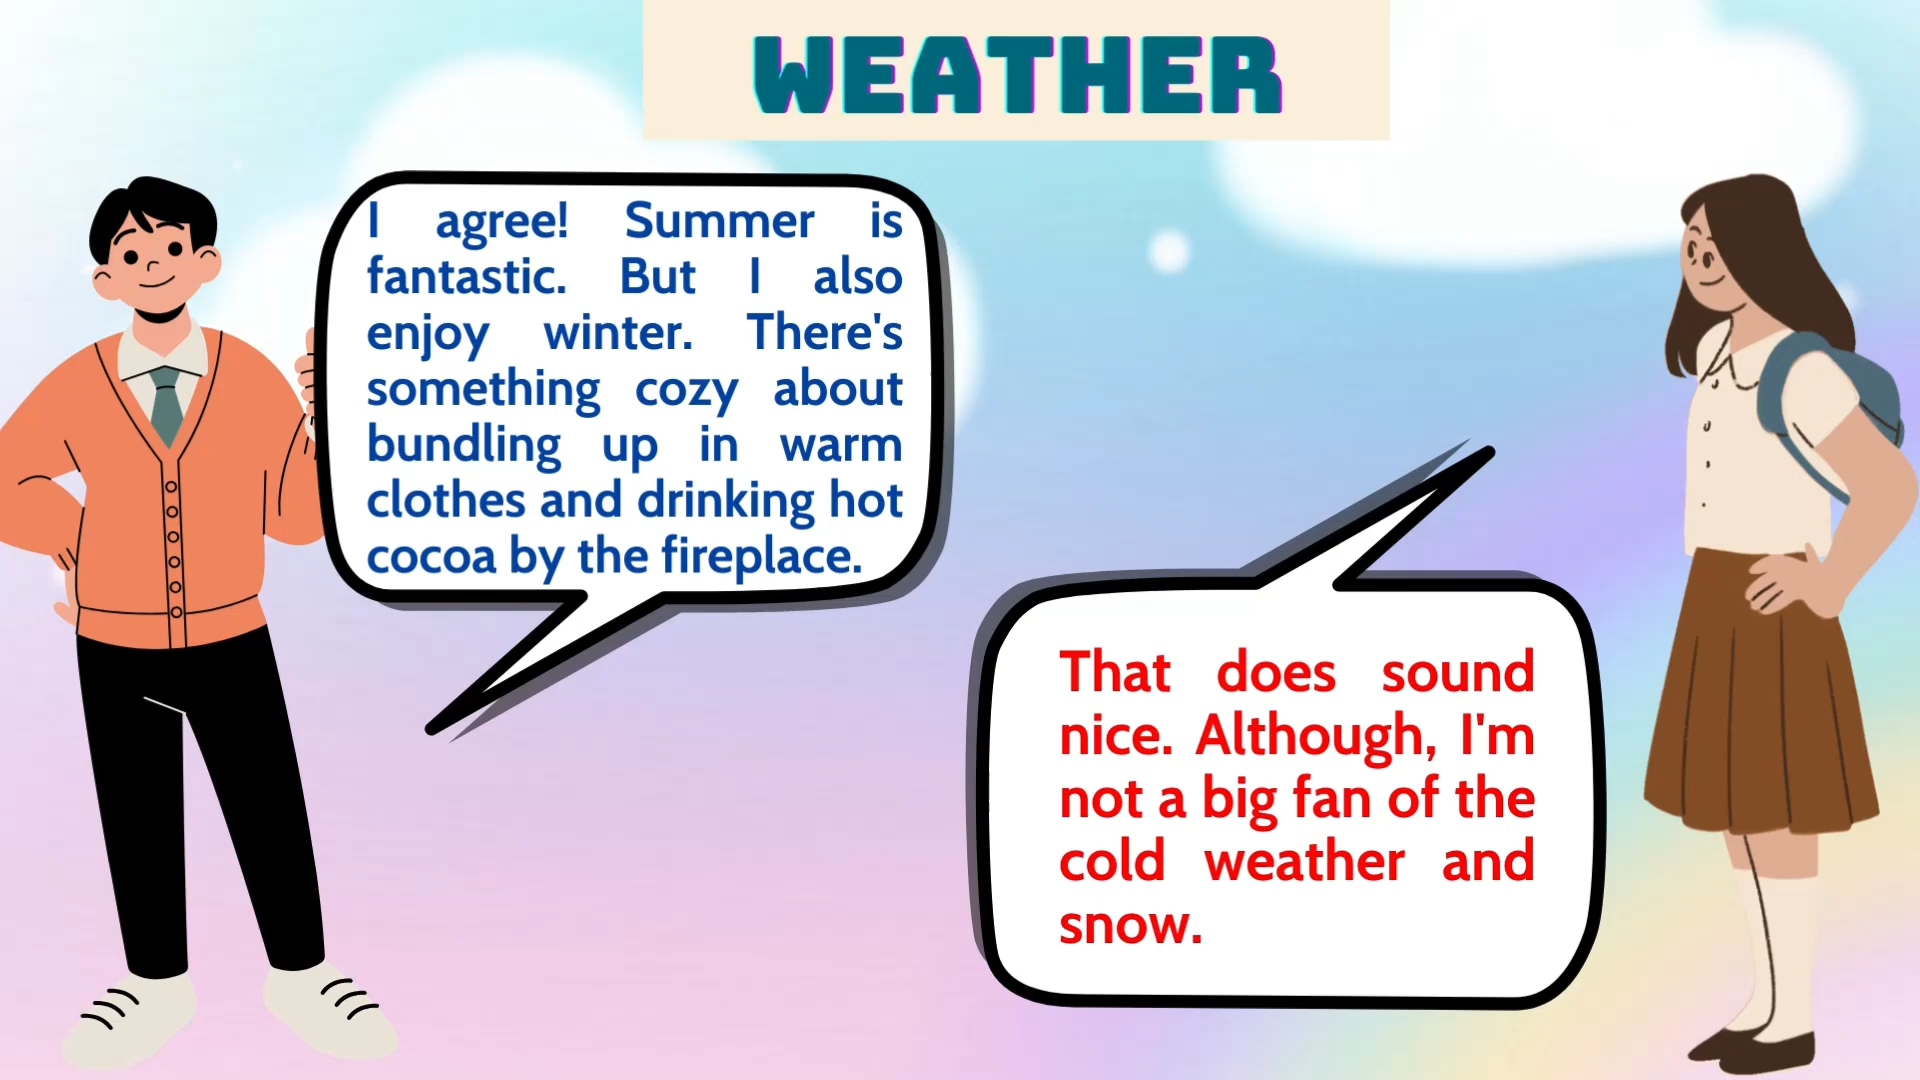 WEATHER
I agree! Summer is
fantastic. But I also
enjoy winter. There's
something cozy about
bundling up in warm
clothes and drinking hot
cocoa by the fireplace.
That does sound
nice. Although, I'm
not a big fan of the
cold weather and
snow.